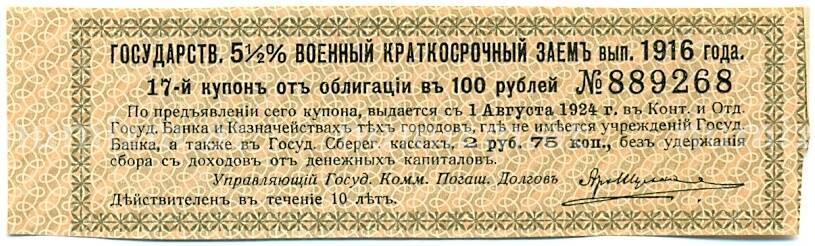 ГОСУДАРСТВ. 5½% ВОЕННЫЙ КРАТКОСРОЧНЫЙ ЗАЕМЪ вып. 1916 года.
17-й купонъ отъ облигаціи въ 100 рублей №889268
По предъявленіи сего купона, выдается съ 1 Августа 1924 г. въ Конт. и Отд.
Госуд. Банка и Казначействахъ тѣхъ городовъ, гдѣ не имѣется учрежденій Госуд.
Банка, а также въ Госуд. Сберег. кассахъ, 2 руб. 75 коп., безъ удержанія
сбора съ доходовъ отъ денежныхъ капиталовъ.
Управляющій Госуд. Комм. Погаш. Долговъ
Дѣйствителенъ въ теченіе 10 лѣтъ.